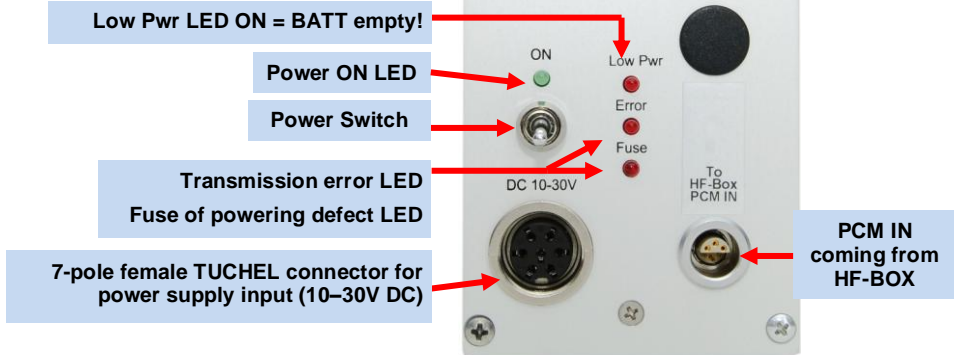 Low Pwr LED ON = BATT empty!
Power ON LED
Power Switch
Transmission error LED
Fuse of powering defect LED
7-pole female TUCHEL connector for
power supply input (10–30V DC)
ON
Low Pwr
Error
Fuse
DC 10-30V
To
HF-Box
PCM IN
PCM IN
coming from
HF-BOX